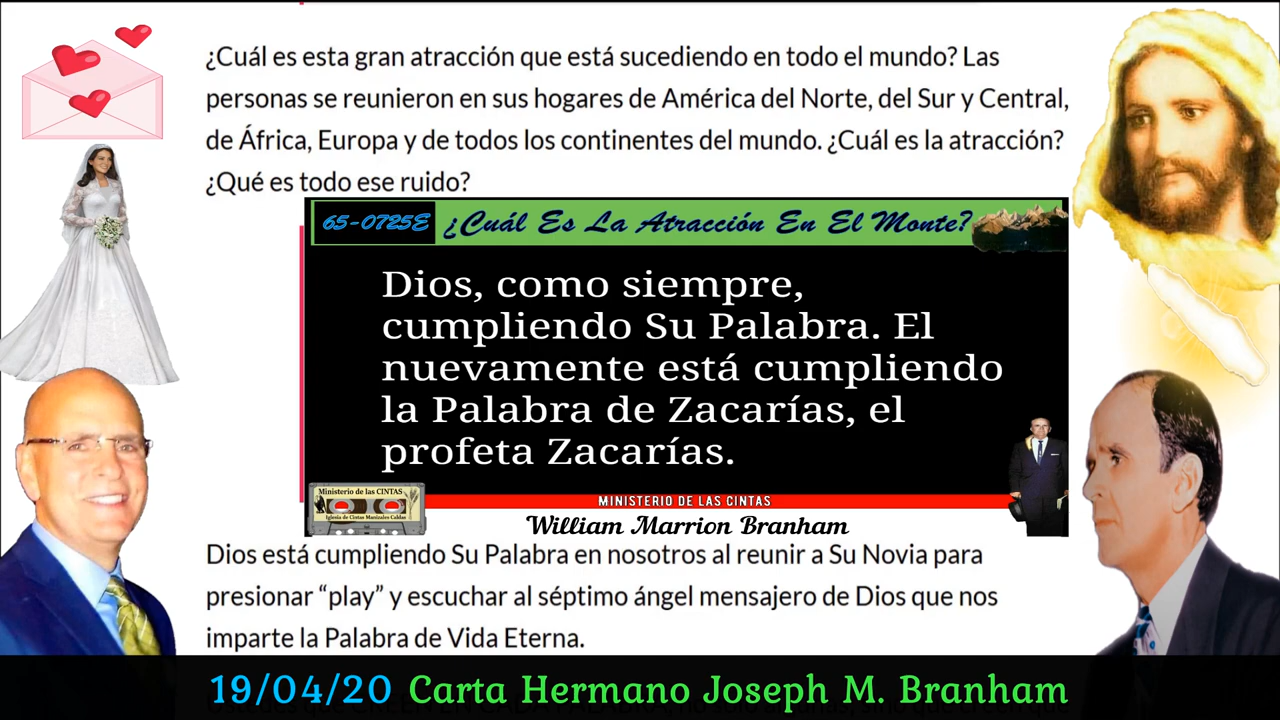 ¿Cuál es esta gran atracción que está sucediendo en todo el mundo? Las
personas se reunieron en sus hogares de América del Norte, del Sur y Central,
de África, Europa y de todos los continentes del mundo. ¿Cuál es la atracción?
¿Qué es todo ese ruido?
65-0725E ¿Cuál Es La Atracción En El Monte?
Dios, como siempre,
cumpliendo Su Palabra. El
nuevamente está cumpliendo
la Palabra de Zacarías, el
profeta Zacarías.
Ministerio de las CINTAS
Iglesia de Cintas Manizales Caldas
MINISTERIO DE LAS CINTAS
William Marrion Branham
Dios está cumpliendo Su Palabra en nosotros al reunir a Su Novia para
presionar “play” y escuchar al séptimo ángel mensajero de Dios que nos
imparte la Palabra de Vida Eterna.
19/04/20 Carta Hermano Joseph M. Branham